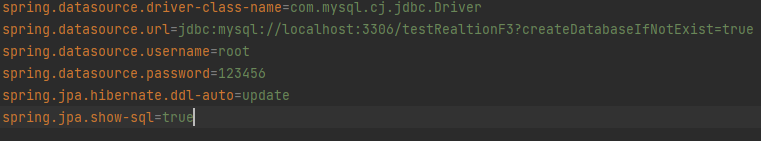 spring.datasource.driver-class-name=com.mysql.cj.jdbc.Driver
spring.datasource.url=jdbc:mysql://localhost:3306/testRealtionF3?createDatabaseIfNotExist=true
spring.datasource.username=root
spring.datasource.password=123456
spring.jpa.hibernate.ddl-auto=update
spring.jpa.show-sql=true